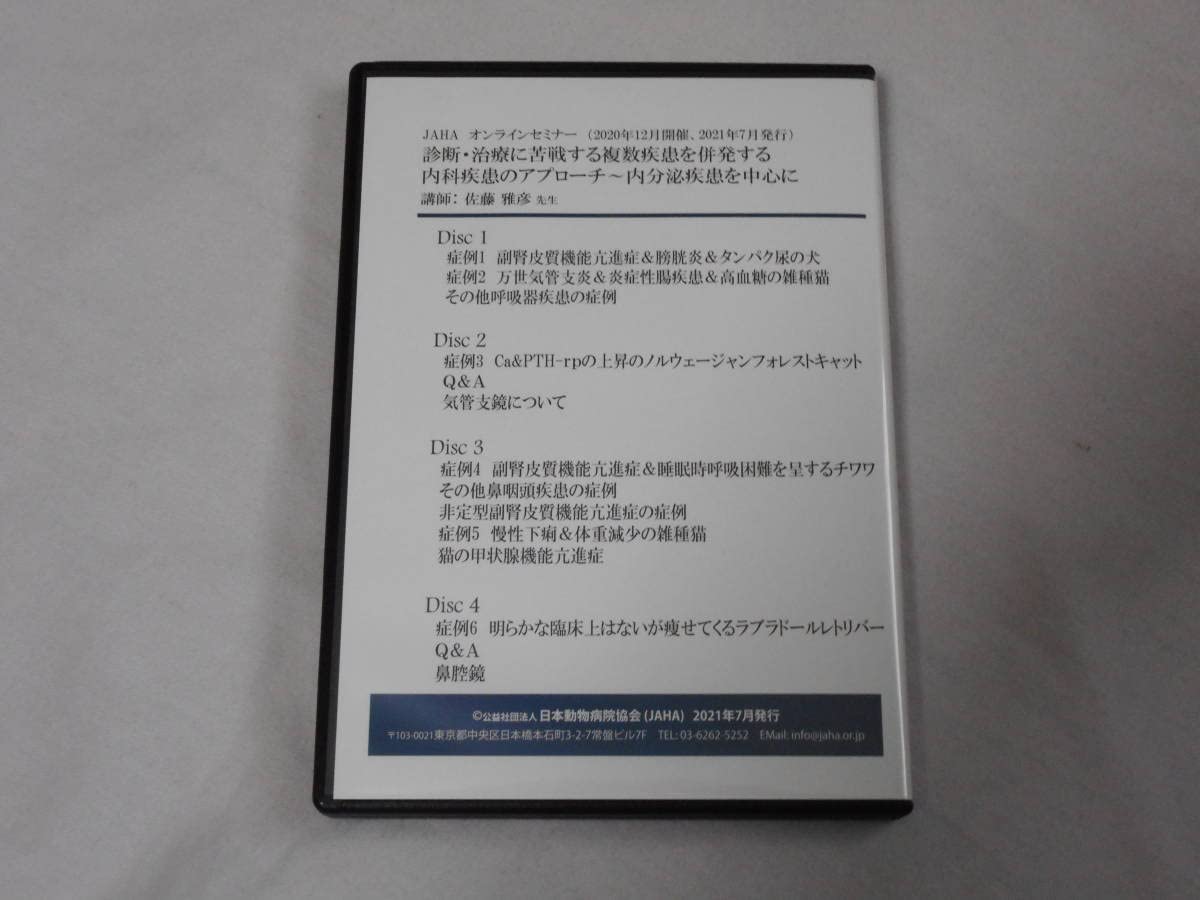 JAHA オンラインセミナー （2020年12月開催、2021年7月発行）
診断・治療に苦戦する複数疾患を併発する
内科疾患のアプローチ～内分泌疾患を中心に
講師：佐藤 雅彦 先生
Disc 1
症例1 副腎皮質機能亢進症＆膀胱炎＆タンパク尿の犬
症例2 万世気管支炎＆炎症性腸疾患＆高血糖の雑種猫
その他呼吸器疾患の症例
Disc 2
症例3 Ca&PTH-rpの上昇のノルウェージャンフォレストキャット
Q&A
気管支鏡について
Disc 3
症例4 副腎皮質機能亢進症＆睡眠時呼吸困難を呈するチワワ
その他鼻咽頭疾患の症例
非定型副腎皮質機能亢進症の症例
症例5 慢性下痢＆体重減少の雑種猫
猫の甲状腺機能亢進症
Disc 4
症例6 明らかな臨床上はないが痩せてくるラブラドールレトリバー
Q&A
鼻腔鏡
©公益社団法人 日本動物病院協会(JAHA) 2021年7月発行
〒103-0021東京都中央区日本橋本石町3-2-7常盤ビル7F TEL: 03-6262-5252 EMail: info@jaha.or.jp